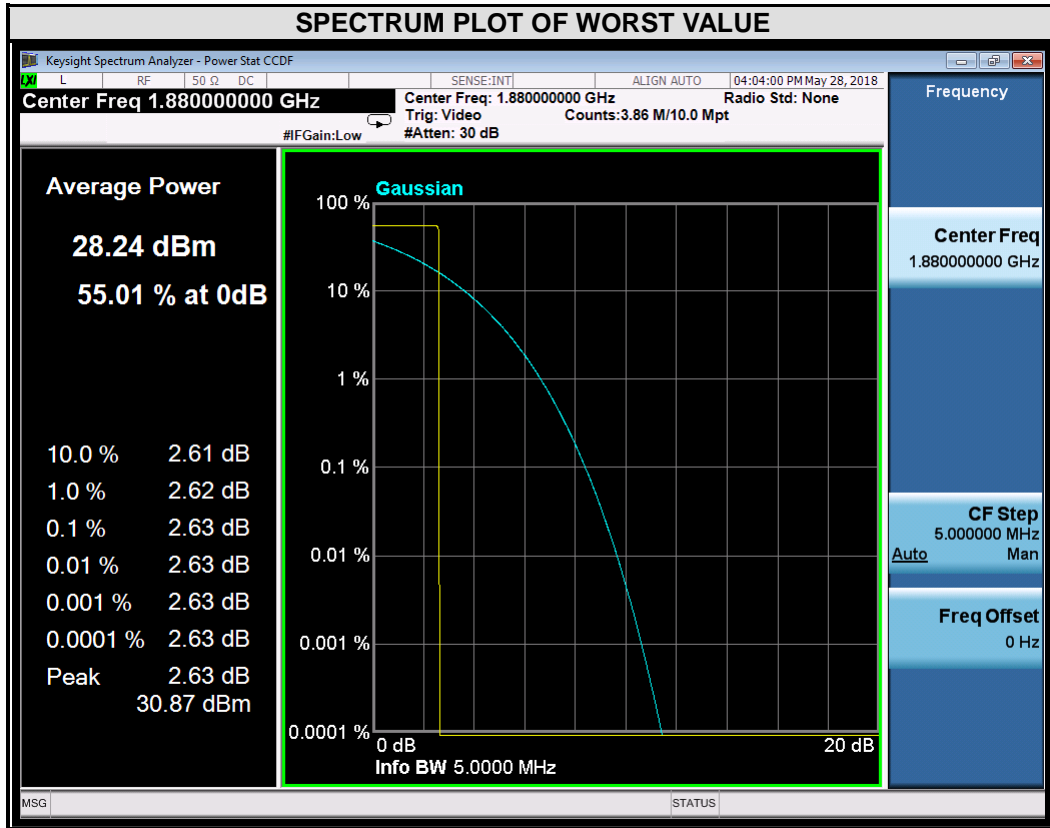 SPECTRUM PLOT OF WORST VALUE
Keysight Spectrum Analyzer - Power Stat CCDF
LXI L RF 50 Ω DC SENSE:INT ALIGN AUTO 04:04:00 PM May 28, 2018
Center Freq 1.880000000 GHz
#IFGain:Low
Center Freq: 1.880000000 GHz Radio Std: None
Trig: Video Counts:3.86 M/10.0 Mpt
#Atten: 30 dB
Average Power
28.24 dBm
55.01 % at 0dB
10.0 % 2.61 dB
1.0 % 2.62 dB
0.1 % 2.63 dB
0.01 % 2.63 dB
0.001 % 2.63 dB
0.0001 % 2.63 dB
Peak 2.63 dB
30.87 dBm
Gaussian
100 %
10 %
1 %
0.1 %
0.01 %
0.001 %
0.0001 %
0 dB 20 dB
Info BW 5.0000 MHz
Frequency
Center Freq
1.880000000 GHz
CF Step
5.000000 MHz
Auto Man
Freq Offset
0 Hz
MSG STATUS